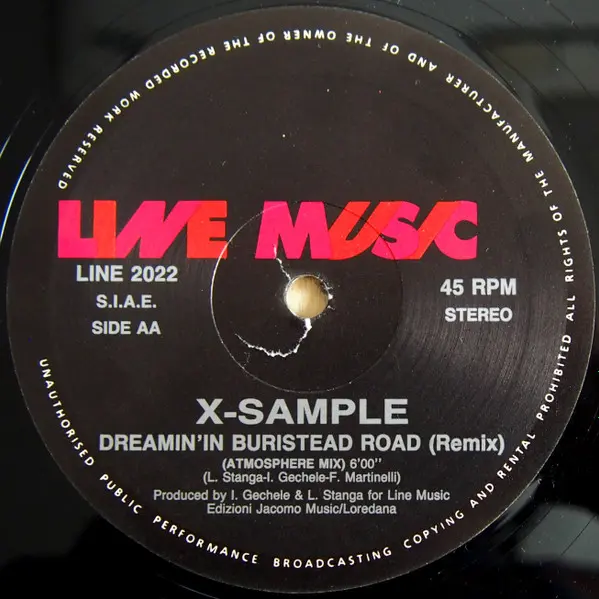 ALL RIGHTS OF THE MANUFACTURER AND OF THE OWNER OF THE RECORDED WORK RESERVED
LINE MUSIC
LINE 2022
S.I.A.E.
SIDE AA
45 RPM
STEREO
X-SAMPLE
DREAMIN'IN BURISTEAD ROAD (Remix)
(ATMOSPHERE MIX) 6'00"
(L. Stanga-I. Gechele-F. Martinelli)
Produced by I. Gechele & L. Stanga for Line Music
Edizioni Jacomo Music/Loredana
UNAUTHORISED PUBLIC PERFORMANCE BROADCASTING COPYING AND RENTAL PROHIBITED